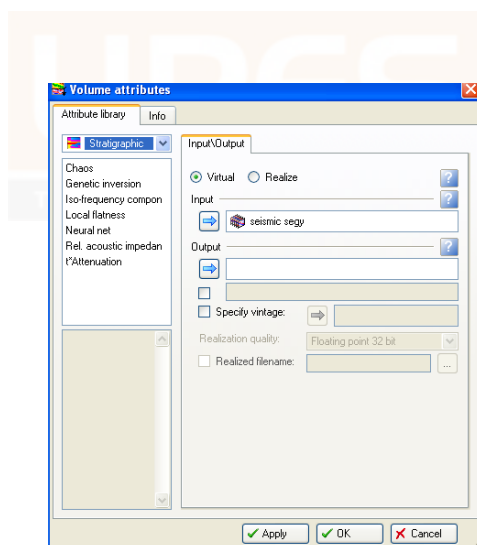 UPES
Volume attributes
Attribute library Info
Stratigraphic
Input\Output
Chaos
Genetic inversion
Iso-frequency compon
Local flatness
Neural net
Rel. acoustic impedan
t*Attenuation
Virtual Realize ?
Input ?
seismic segy
Output ?
Specify vintage:
Realization quality: Floating point 32 bit
Realized filename: ...
Apply OK Cancel